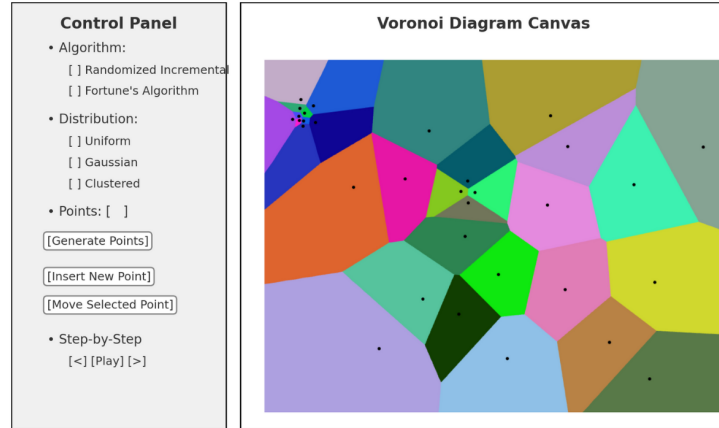 Control Panel
• Algorithm:
[ ] Randomized Incremental
[ ] Fortune's Algorithm
• Distribution:
[ ] Uniform
[ ] Gaussian
[ ] Clustered
• Points: [   ]
[Generate Points]
[Insert New Point]
[Move Selected Point]
• Step-by-Step
[<] [Play] [>]
Voronoi Diagram Canvas